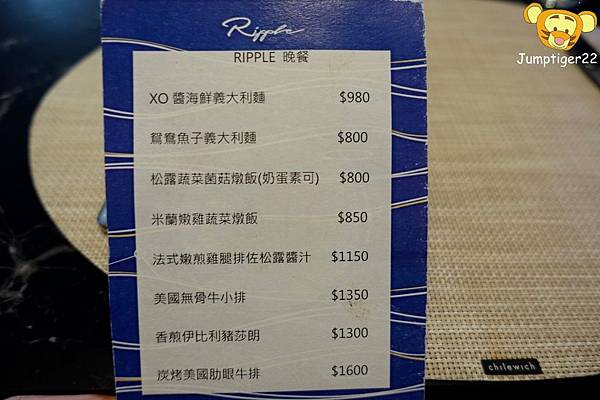 Ripple
RIPPLE 晚餐
XO 醬海鮮義大利麵 $980
鴛鴦魚子義大利麵 $800
松露蔬菜菌菇燉飯(奶蛋素可) $800
米蘭嫩雞蔬菜燉飯 $850
法式嫩煎雞腿排佐松露醬汁 $1150
美國無骨牛小排 $1350
香煎伊比利豬莎朗 $1300
炭烤美國肋眼牛排 $1600
Jumptiger22
chilewich